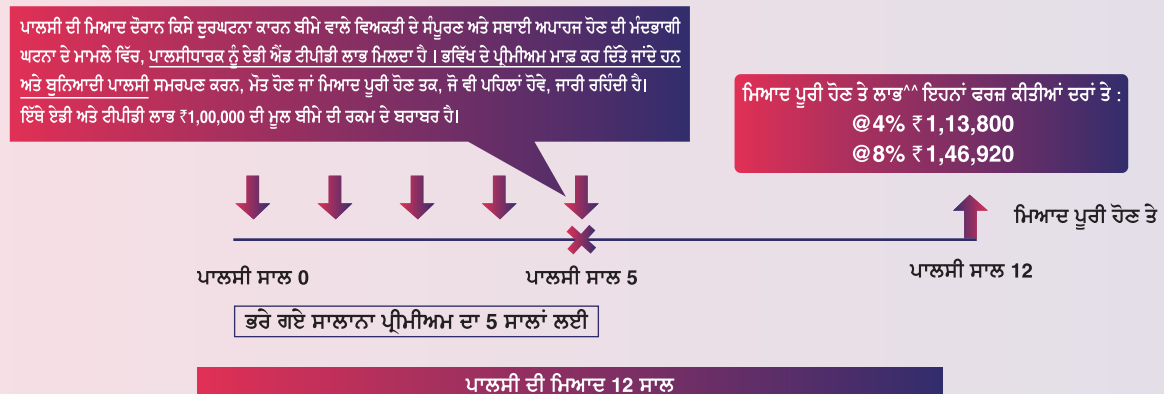 ਪਾਲਸੀ ਦੀ ਮਿਆਦ ਦੌਰਾਨ ਕਿਸੇ ਦੁਰਘਟਨਾ ਕਾਰਨ ਬੀਮੇ ਵਾਲੇ ਵਿਅਕਤੀ ਦੇ ਸੰਪੂਰਣ ਅਤੇ ਸਥਾਈ ਅਪਾਹਜ ਹੋਣ ਦੀ ਮੰਦਭਾਗੀ
ਘਟਨਾ ਦੇ ਮਾਮਲੇ ਵਿੱਚ, ਪਾਲਸੀਧਾਰਕ ਨੂੰ ਏਡੀ ਐਂਡ ਟੀਪੀਡੀ ਲਾਭ ਮਿਲਦਾ ਹੈ । ਭਵਿੱਖ ਦੇ ਪ੍ਰੀਮੀਅਮ ਮਾਫ਼ ਕਰ ਦਿੱਤੇ ਜਾਂਦੇ ਹਨ
ਅਤੇ ਬੁਨਿਆਦੀ ਪਾਲਸੀ ਸਮਰਪਣ ਕਰਨ, ਮੌਤ ਹੋਣ ਜਾਂ ਮਿਆਦ ਪੂਰੀ ਹੋਣ ਤਕ, ਜੋ ਵੀ ਪਹਿਲਾਂ ਹੋਵੇ, ਜਾਰੀ ਰਹਿੰਦੀ ਹੈ।
ਇੱਥੇ ਏਡੀ ਅਤੇ ਟੀਪੀਡੀ ਲਾਭ ₹1,00,000 ਦੀ ਮੂਲ ਬੀਮੇ ਦੀ ਰਕਮ ਦੇ ਬਰਾਬਰ ਹੈ।
ਮਿਆਦ ਪੂਰੀ ਹੋਣ ਤੇ ਲਾਭ^^ ਇਹਨਾਂ ਫਰਜ਼ ਕੀਤੀਆਂ ਦਰਾਂ ਤੇ :
@4% ₹1,13,800
@8% ₹1,46,920
ਮਿਆਦ ਪੂਰੀ ਹੋਣ ਤੇ
ਪਾਲਸੀ ਸਾਲ 0
ਪਾਲਸੀ ਸਾਲ 5
ਪਾਲਸੀ ਸਾਲ 12
ਭਰੇ ਗਏ ਸਾਲਾਨਾ ਪ੍ਰੀਮੀਅਮ ਦਾ 5 ਸਾਲਾਂ ਲਈ
ਪਾਲਸੀ ਦੀ ਮਿਆਦ 12 ਸਾਲ